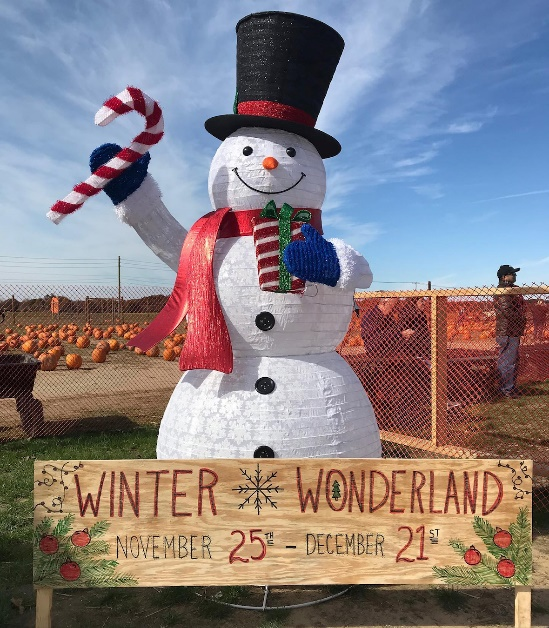 WINTER WONDERLAND
NOVEMBER 25TH - DECEMBER 21ST